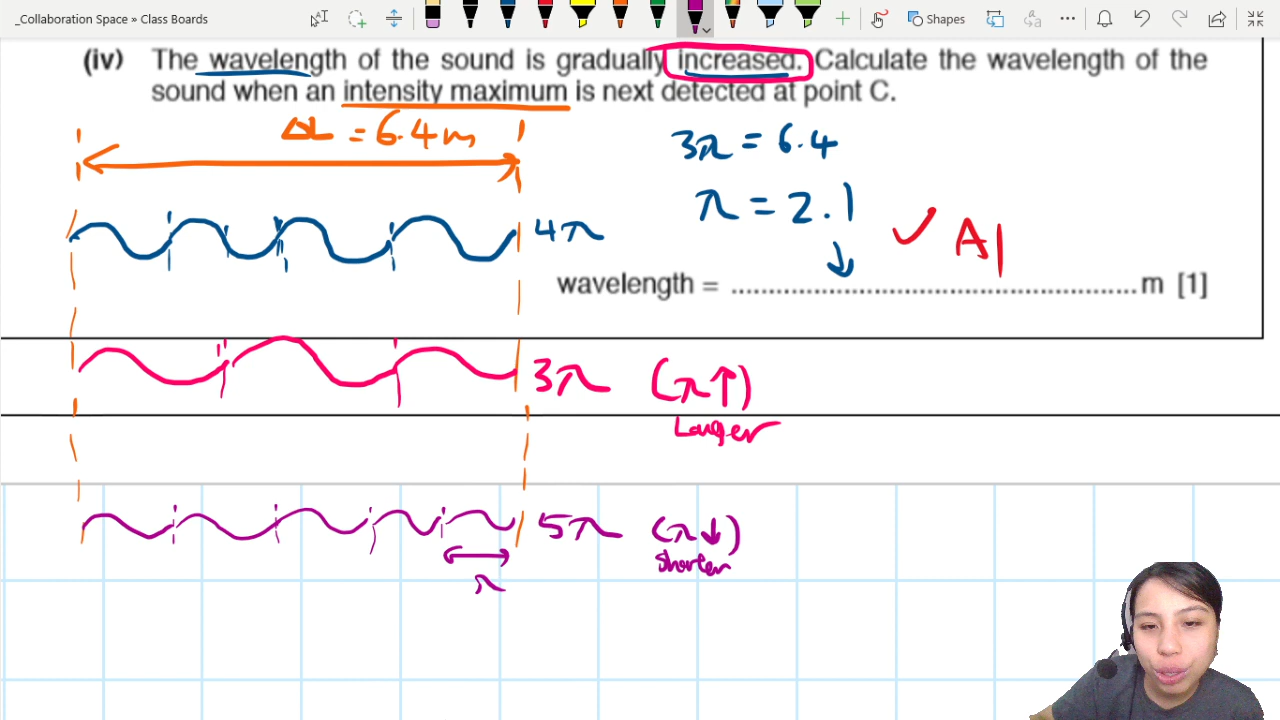 _Collaboration Space » Class Boards
Shapes
(iv) The wavelength of the sound is gradually increased. Calculate the wavelength of the
sound when an intensity maximum is next detected at point C.
ΔL = 6.4m
3λ = 6.4
λ = 2.1
✓ A1
4λ
wavelength = ............................................................ m [1]
3λ (λ↑)
Longer
5λ (λ↓)
Shorter
λ